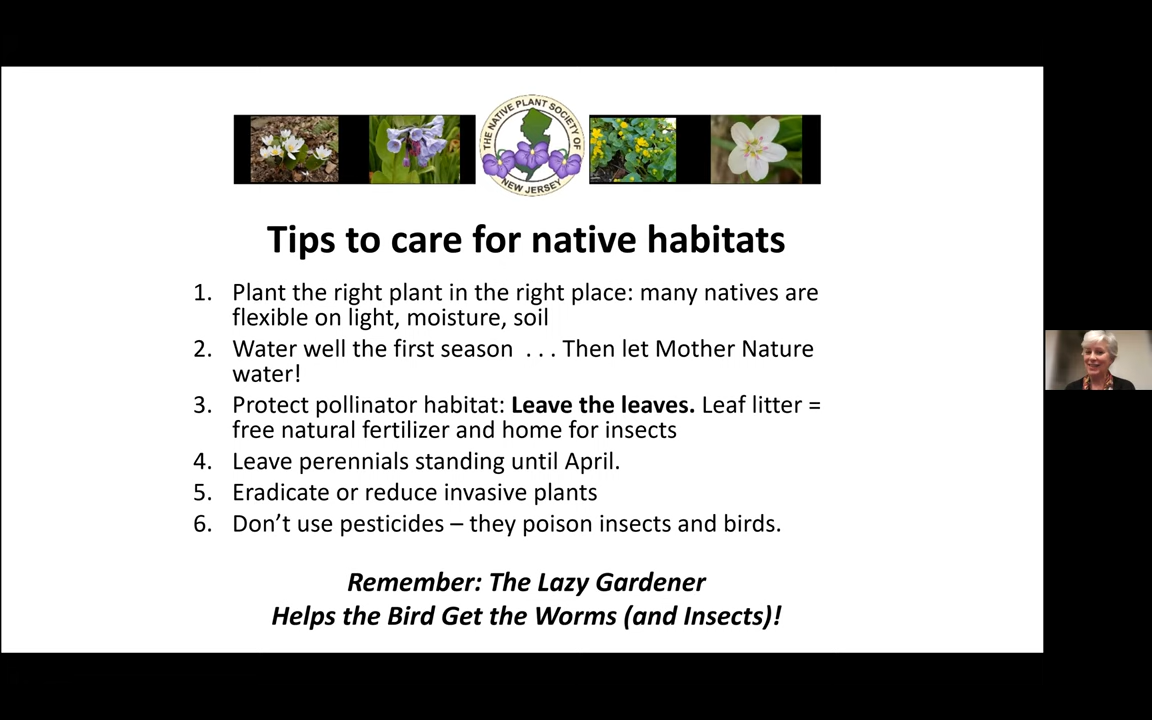 THE NATIVE PLANT SOCIETY OF
NEW JERSEY
Tips to care for native habitats
1. Plant the right plant in the right place: many natives are
flexible on light, moisture, soil
2. Water well the first season . . . Then let Mother Nature
water!
3. Protect pollinator habitat: Leave the leaves. Leaf litter =
free natural fertilizer and home for insects
4. Leave perennials standing until April.
5. Eradicate or reduce invasive plants
6. Don’t use pesticides – they poison insects and birds.
Remember: The Lazy Gardener
Helps the Bird Get the Worms (and Insects)!